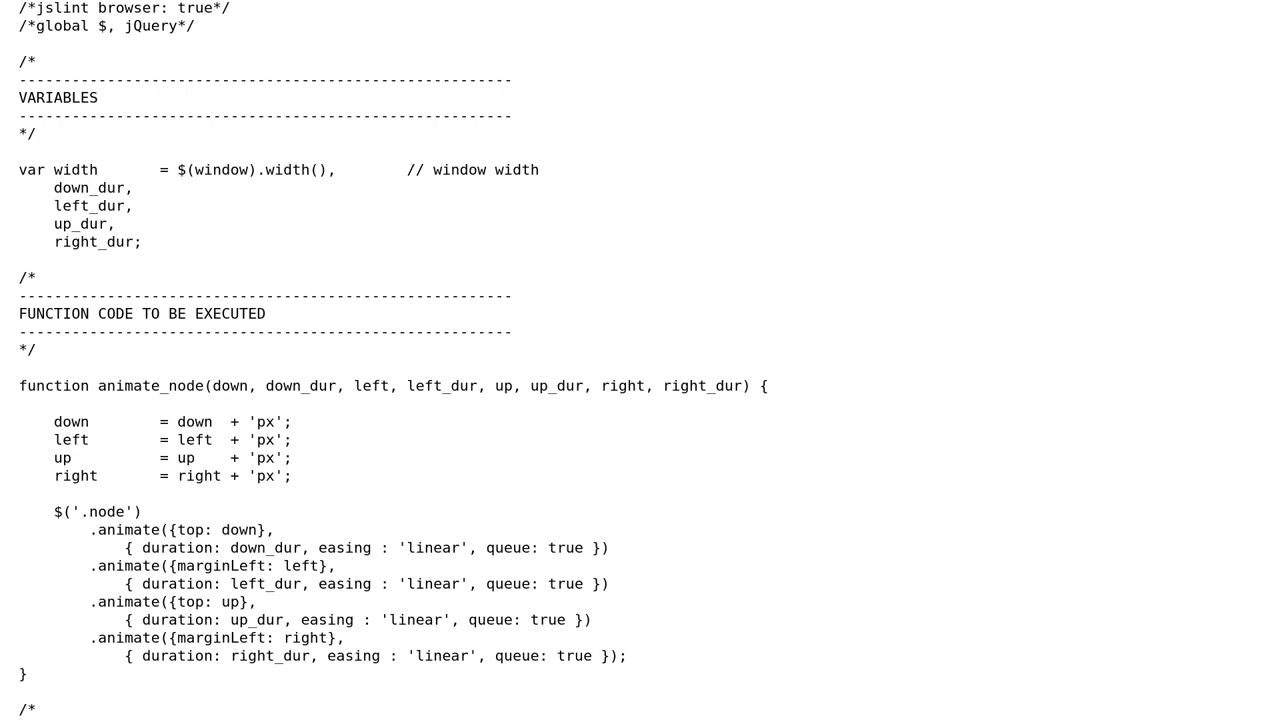 /*jslint browser: true*/
/*global $, jQuery*/

/*
--------------------------------------------------------
VARIABLES
--------------------------------------------------------
*/

var width       = $(window).width(),        // window width
    down_dur,
    left_dur,
    up_dur,
    right_dur;

/*
--------------------------------------------------------
FUNCTION CODE TO BE EXECUTED
--------------------------------------------------------
*/

function animate_node(down, down_dur, left, left_dur, up, up_dur, right, right_dur) {

    down        = down  + 'px';
    left        = left  + 'px';
    up          = up    + 'px';
    right       = right + 'px';

    $('.node')
        .animate({top: down},
            { duration: down_dur, easing : 'linear', queue: true })
        .animate({marginLeft: left},
            { duration: left_dur, easing : 'linear', queue: true })
        .animate({top: up},
            { duration: up_dur, easing : 'linear', queue: true })
        .animate({marginLeft: right},
            { duration: right_dur, easing : 'linear', queue: true });
}

/*